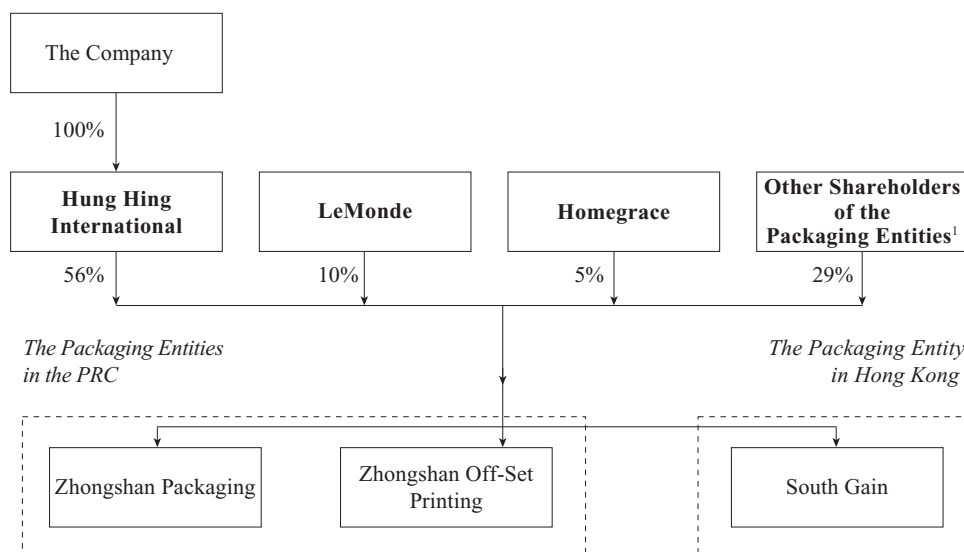 The Company
100%
Hung Hing
International
LeMonde
Homegrace
Other Shareholders
of the
Packaging Entities1
56%
10%
5%
29%
The Packaging Entities
in the PRC
The Packaging Entity
in Hong Kong
Zhongshan Packaging
Zhongshan Off-Set
Printing
South Gain